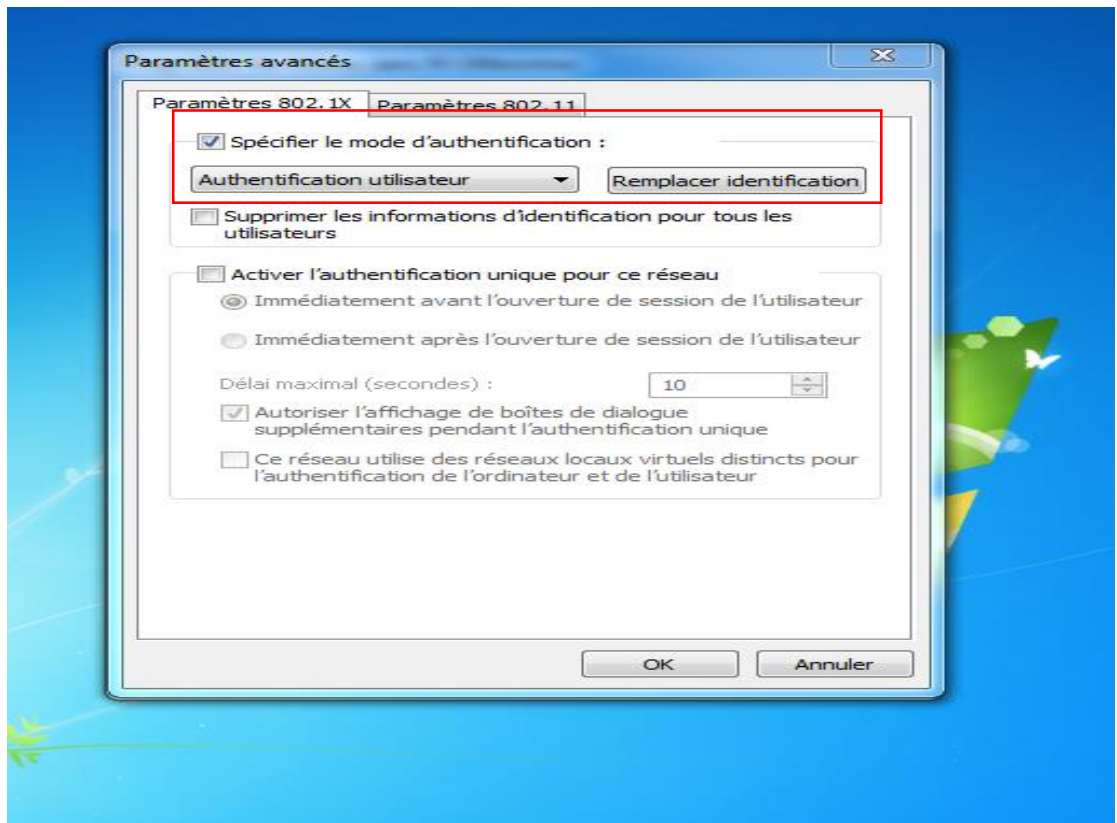 Paramètres avancés
Paramètres 802.1X Paramètres 802.11
Spécifier le mode d'authentification :
Authentification utilisateur Remplacer identification
Supprimer les informations d'identification pour tous les
utilisateurs
Activer l'authentification unique pour ce réseau
Immédiatement avant l'ouverture de session de l'utilisateur
Immédiatement après l'ouverture de session de l'utilisateur
Délai maximal (secondes) : 10
Autoriser l'affichage de boîtes de dialogue
supplémentaires pendant l'authentification unique
Ce réseau utilise des réseaux locaux virtuels distincts pour
l'authentification de l'ordinateur et de l'utilisateur
OK Annuler